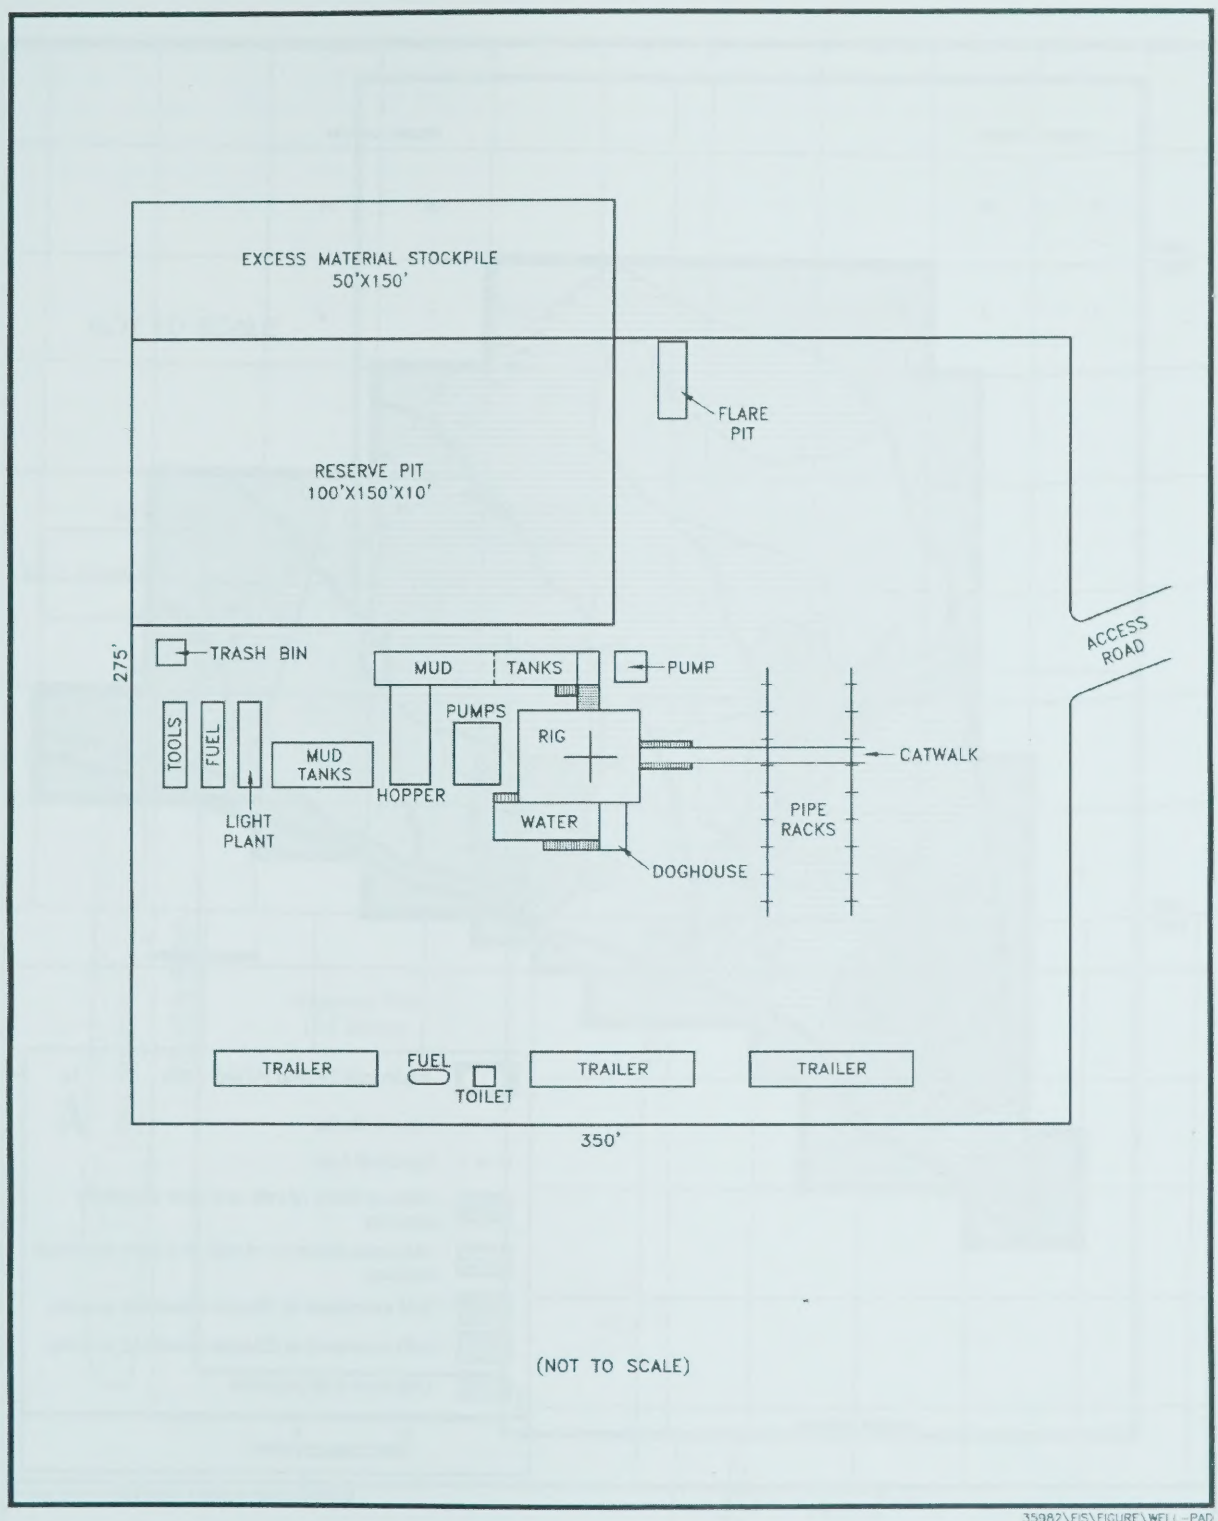 EXCESS MATERIAL STOCKPILE
50'X150'
FLARE
PIT
RESERVE PIT
100'X150'X10'
ACCESS
ROAD
275'
TRASH BIN
MUD TANKS
PUMP
TOOLS
FUEL
LIGHT
PLANT
MUD
TANKS
HOPPER
PUMPS
RIG
CATWALK
WATER
DOGHOUSE
PIPE
RACKS
TRAILER
FUEL
TOILET
TRAILER
TRAILER
350'
(NOT TO SCALE)
35982\EIS\FIGURE\WELL-PAD